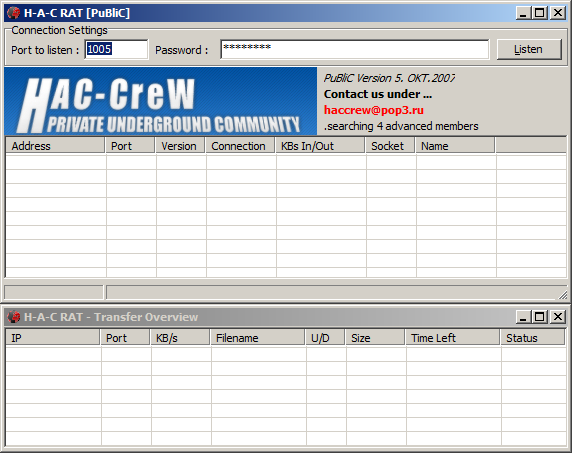 H-A-C RAT [PuBliC]
Connection Settings
Port to listen : 1005 Password : ******** Listen
HAC-CreW
PRIVATE UNDERGROUND COMMUNITY
PuBliC Version 5. OKT.2007
Contact us under ...
haccrew@pop3.ru
.searching 4 advanced members
Address Port Version Connection KBs In/Out Socket Name
H-A-C RAT - Transfer Overview
IP Port KB/s Filename U/D Size Time Left Status